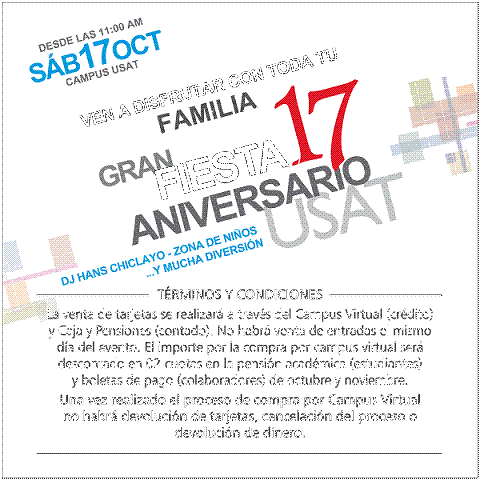 DESDE LAS 11:00 AM
SÁB17OCT
CAMPUS USAT
VEN A DISFRUTAR CON TODA TU
FAMILIA
GRAN
FIESTA 17
ANIVERSARIO
USAT
DJ HANS CHICLAYO - ZONA DE NIÑOS
...Y MUCHA DIVERSIÓN
TÉRMINOS Y CONDICIONES
La venta de tarjetas se realizará a través del Campus Virtual (crédito)
y Caja y Pensiones (contado). No habrá venta de entradas el mismo
día del evento. El importe por la compra por campus virtual será
descontado en 02 cuotas en la pensión académica (estudiantes)
y boletas de pago (colaboradores) de octubre y noviembre.
Una vez realizado el proceso de compra por Campus Virtual
no habrá devolución de tarjetas, cancelación del proceso o
devolución de dinero.